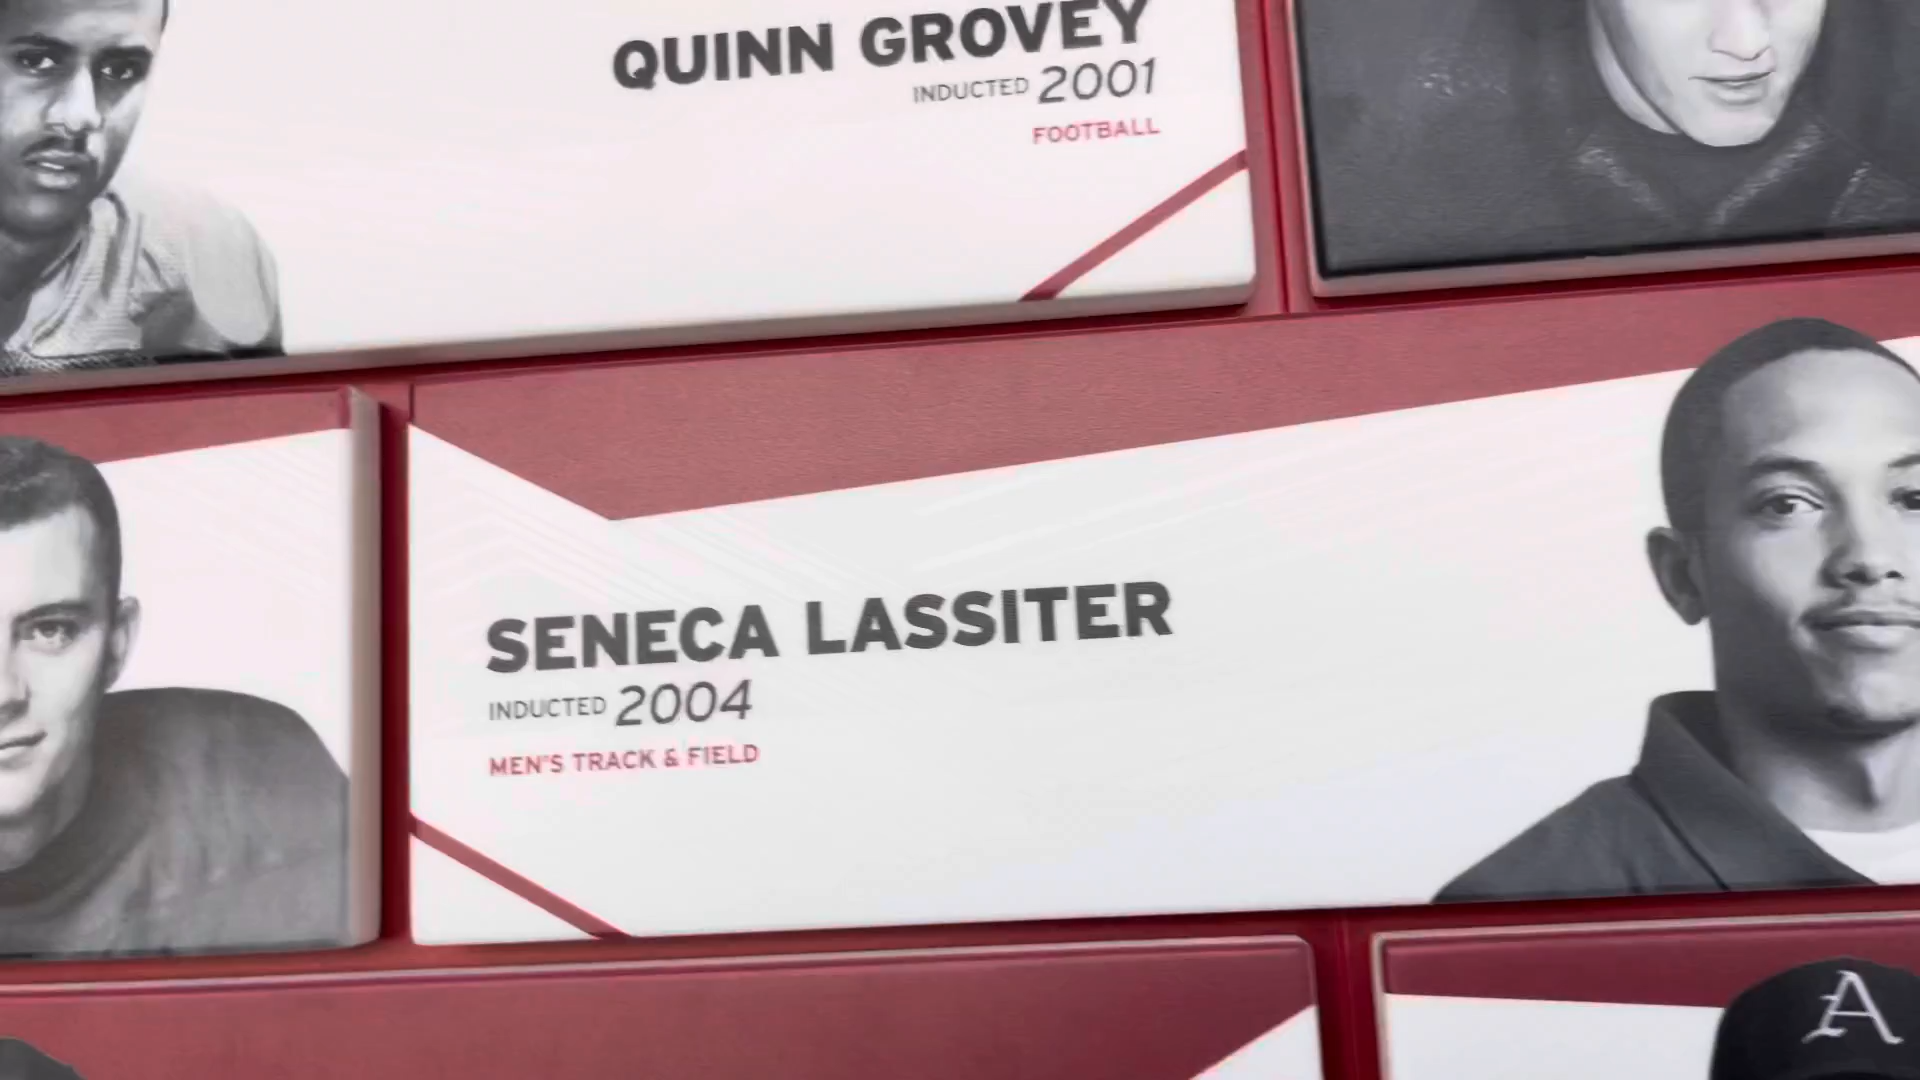 QUINN GROVEY
INDUCTED 2001
FOOTBALL
SENECA LASSITER
INDUCTED 2004
MEN'S TRACK & FIELD
A